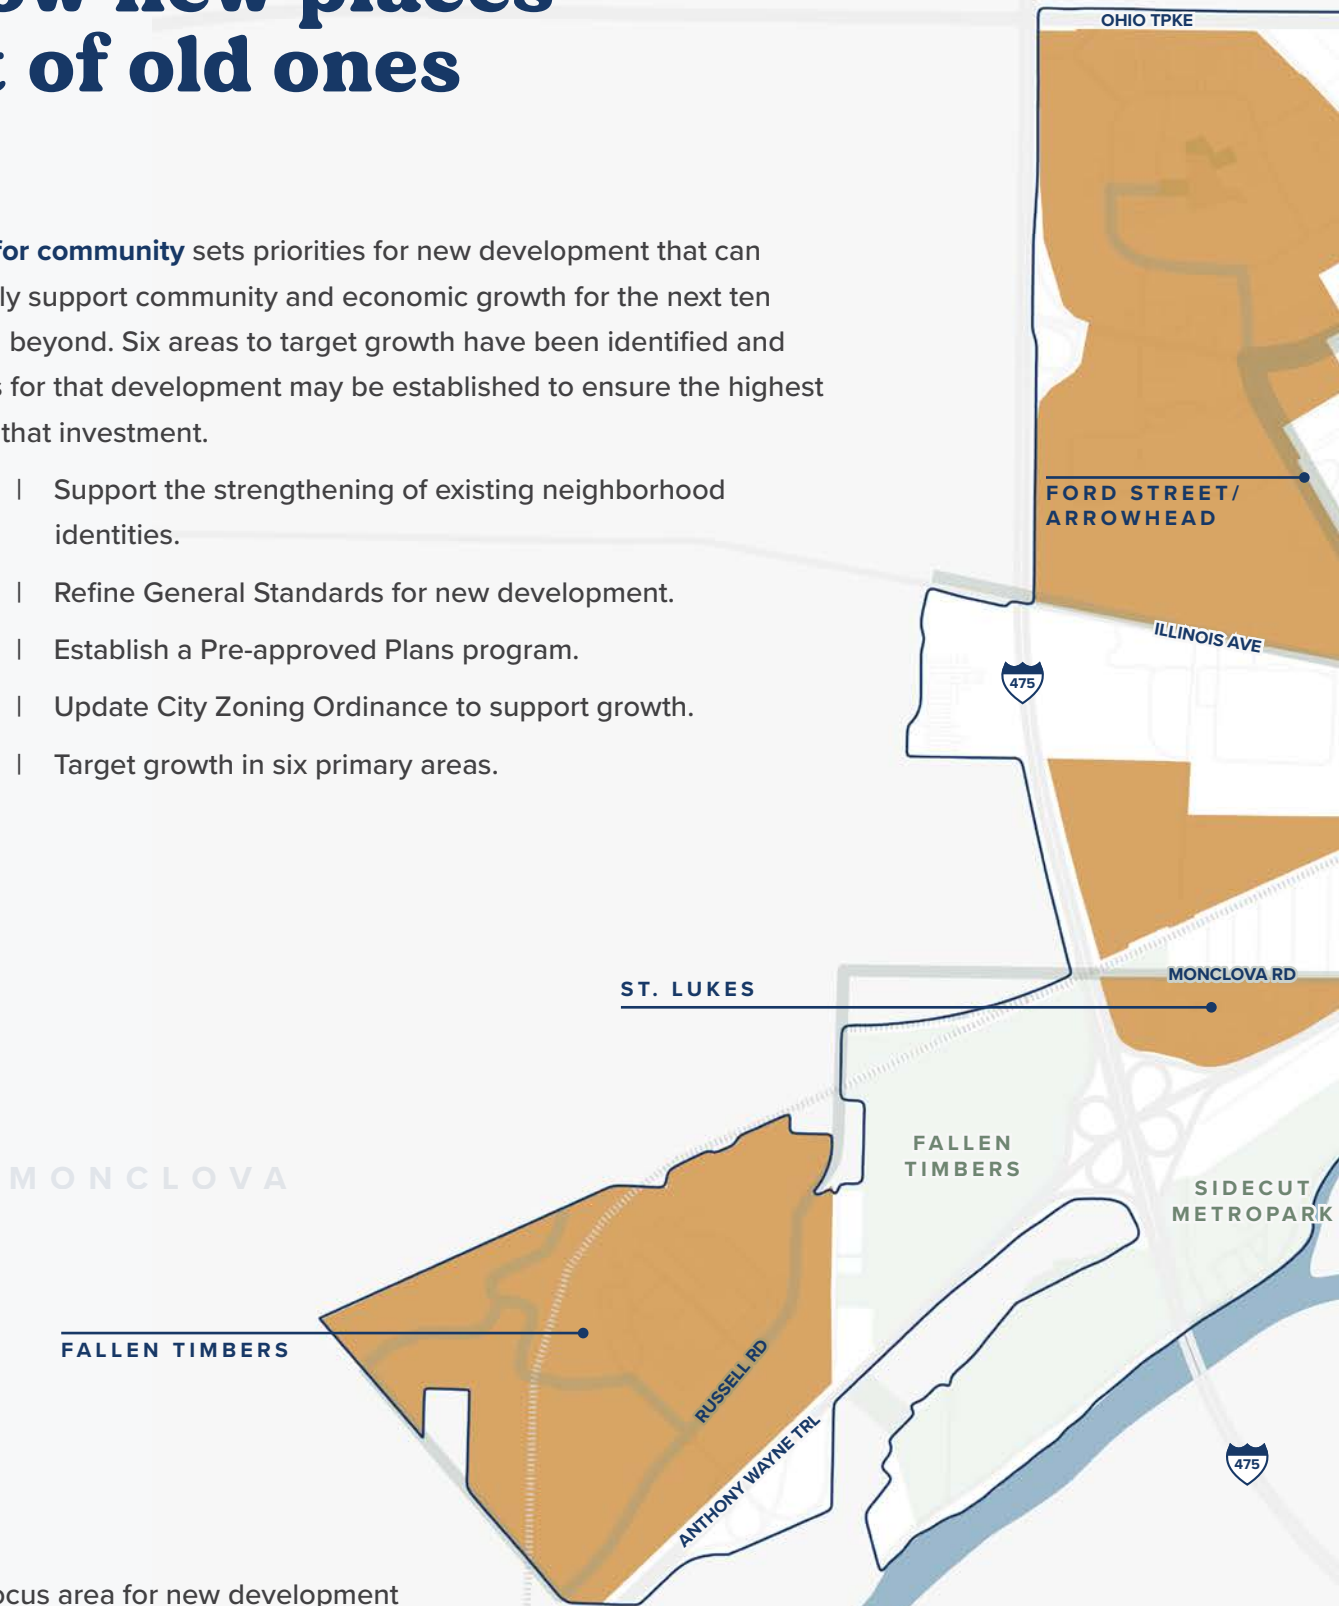 new places
of old ones
for community sets priorities for new development that can
ly support community and economic growth for the next ten
beyond. Six areas to target growth have been identified and
s for that development may be established to ensure the highest
that investment.
| Support the strengthening of existing neighborhood
identities.
| Refine General Standards for new development.
| Establish a Pre-approved Plans program.
| Update City Zoning Ordinance to support growth.
| Target growth in six primary areas.
OHIO TPKE
FORD STREET/
ARROWHEAD
ILLINOIS AVE
475
MONCLOVA RD
ST. LUKES
FALLEN
TIMBERS
SIDECUT
METROPARK
MONCLOVA
FALLEN TIMBERS
RUSSELL RD
ANTHONY WAYNE TRL
475
ocus area for new development